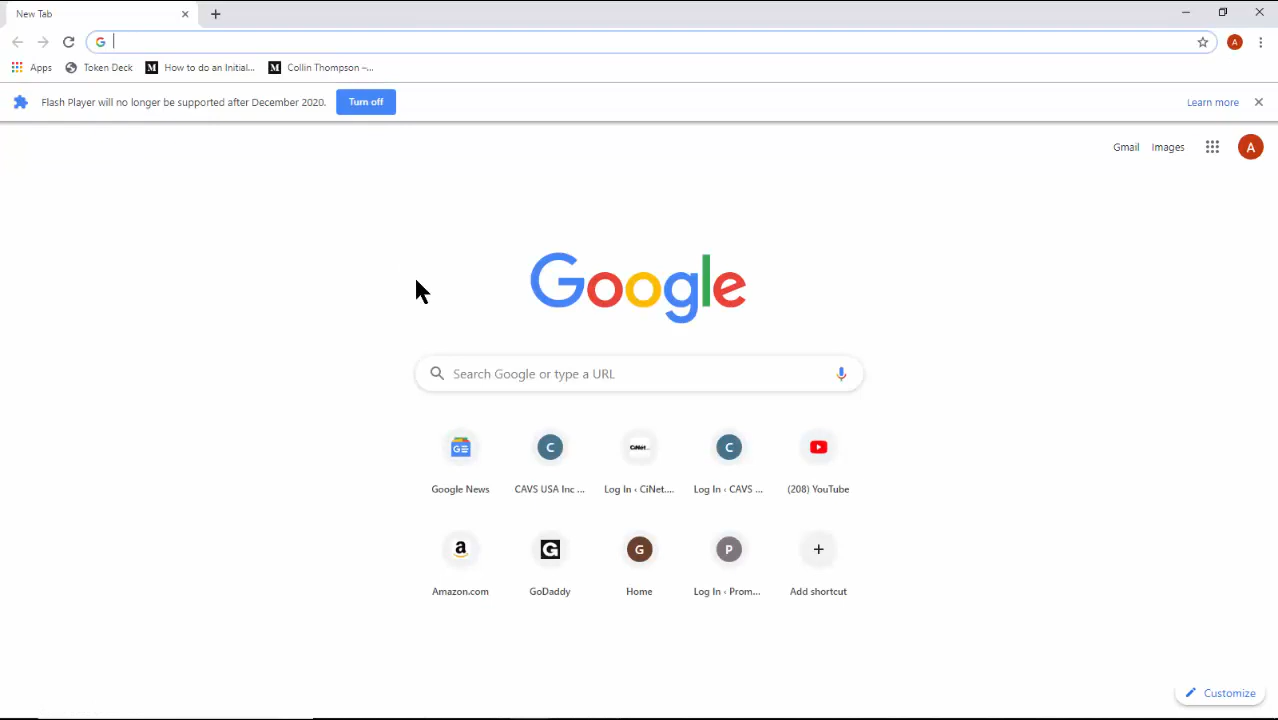 New Tab
Apps
Token Deck
How to do an Initial...
Collin Thompson –...
Flash Player will no longer be supported after December 2020.
Turn off
Learn more
Gmail
Images
A
A
Google
Search Google or type a URL
Google News
CAVS USA Inc ...
Log In ‹ CiNet....
Log In ‹ CAVS ...
(208) YouTube
Amazon.com
GoDaddy
Home
Log In ‹ Prom...
Add shortcut
Customize